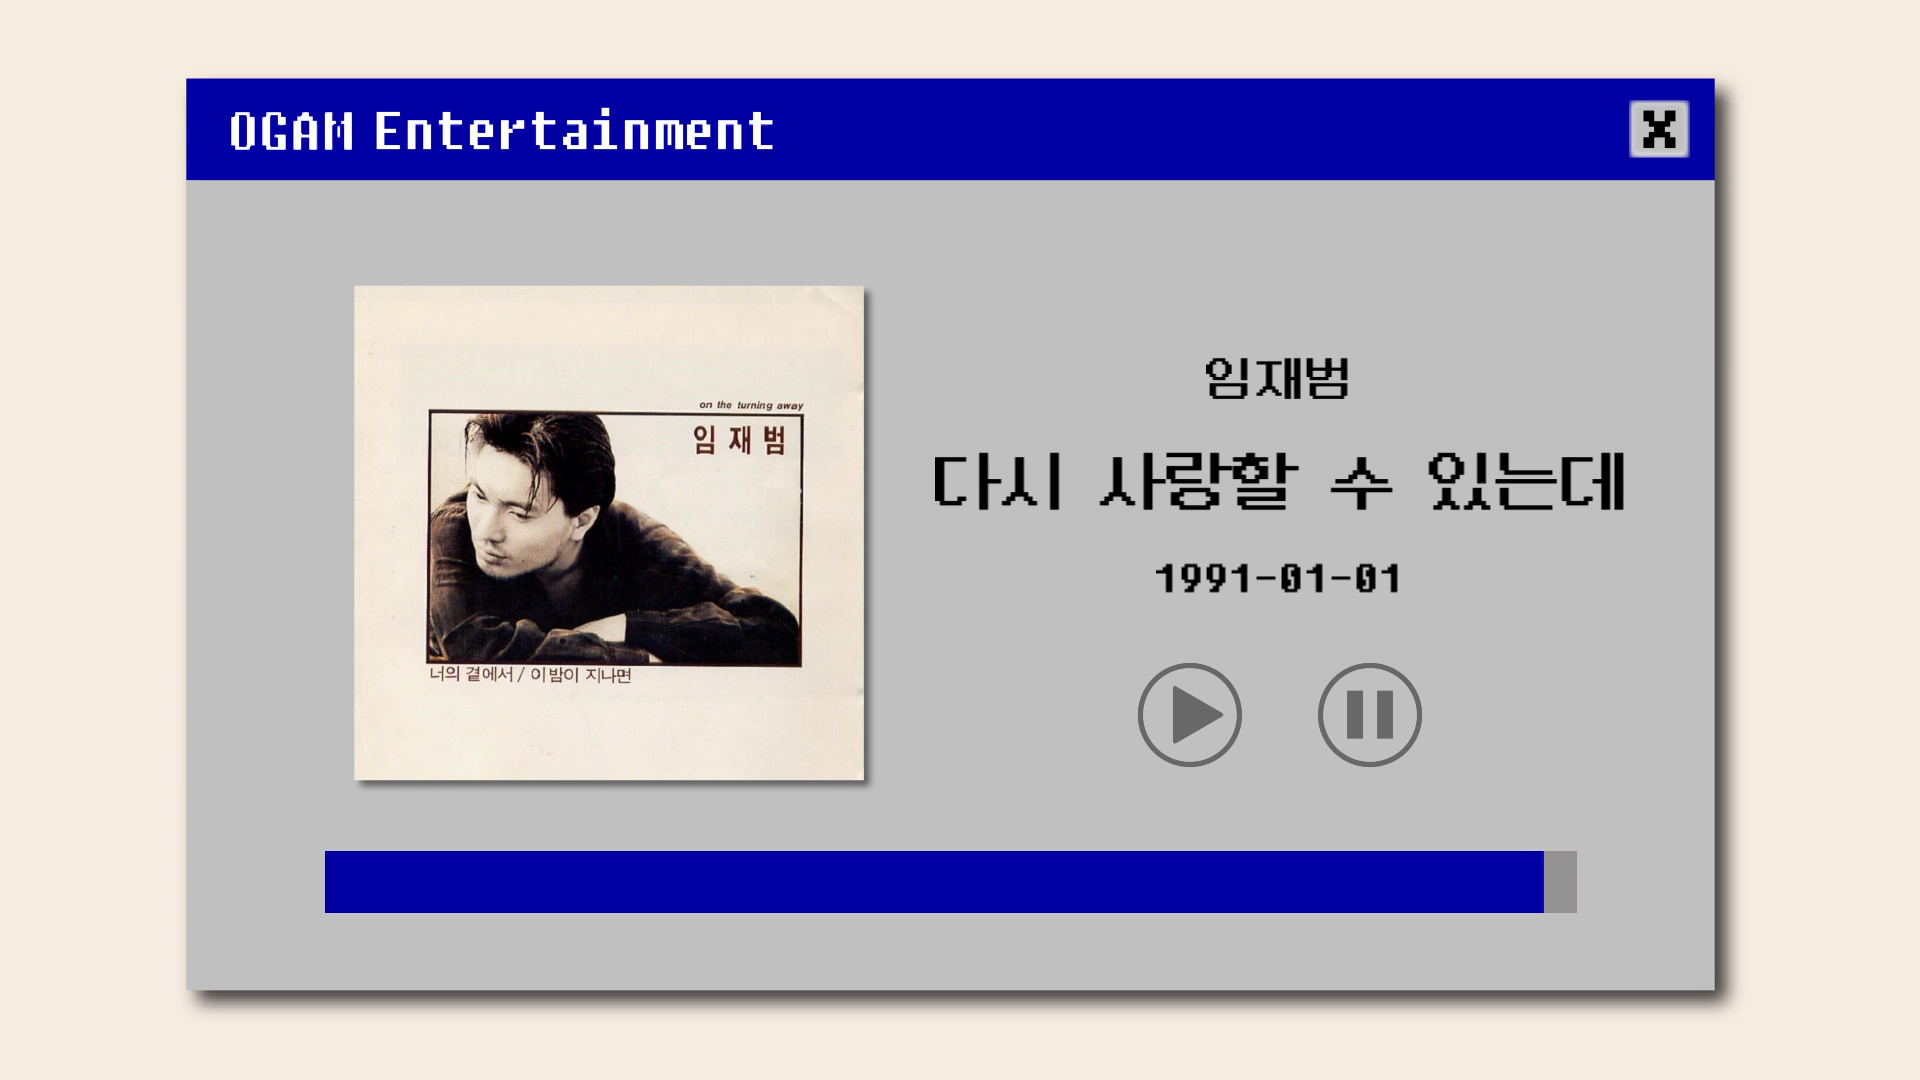 OGAM Entertainment
X
on the turning away
임재범
너의 곁에서 / 이밤이 지나면
임재범
다시 사랑할 수 있는데
1991-01-01